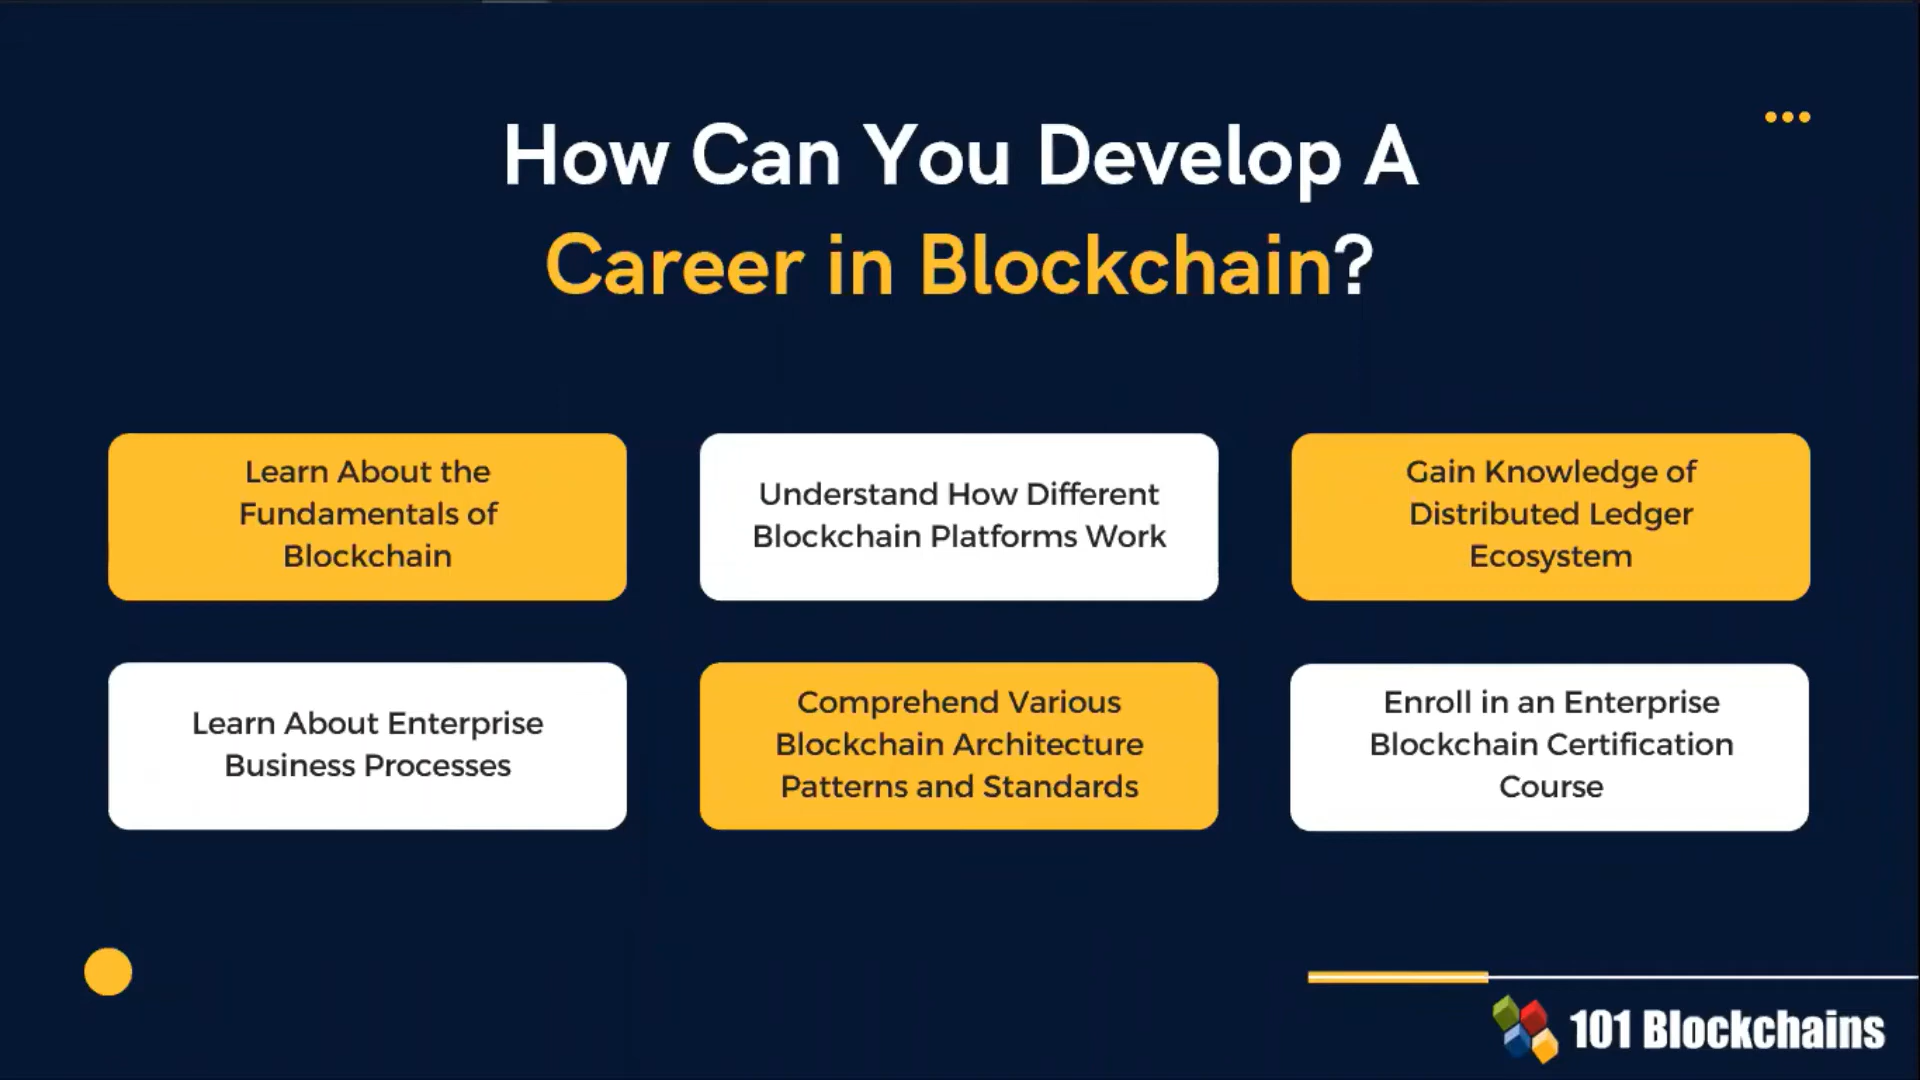 How Can You Develop A
Career in Blockchain?
Learn About the
Fundamentals of
Blockchain
Understand How Different
Blockchain Platforms Work
Gain Knowledge of
Distributed Ledger
Ecosystem
Learn About Enterprise
Business Processes
Comprehend Various
Blockchain Architecture
Patterns and Standards
Enroll in an Enterprise
Blockchain Certification
Course
101 Blockchains